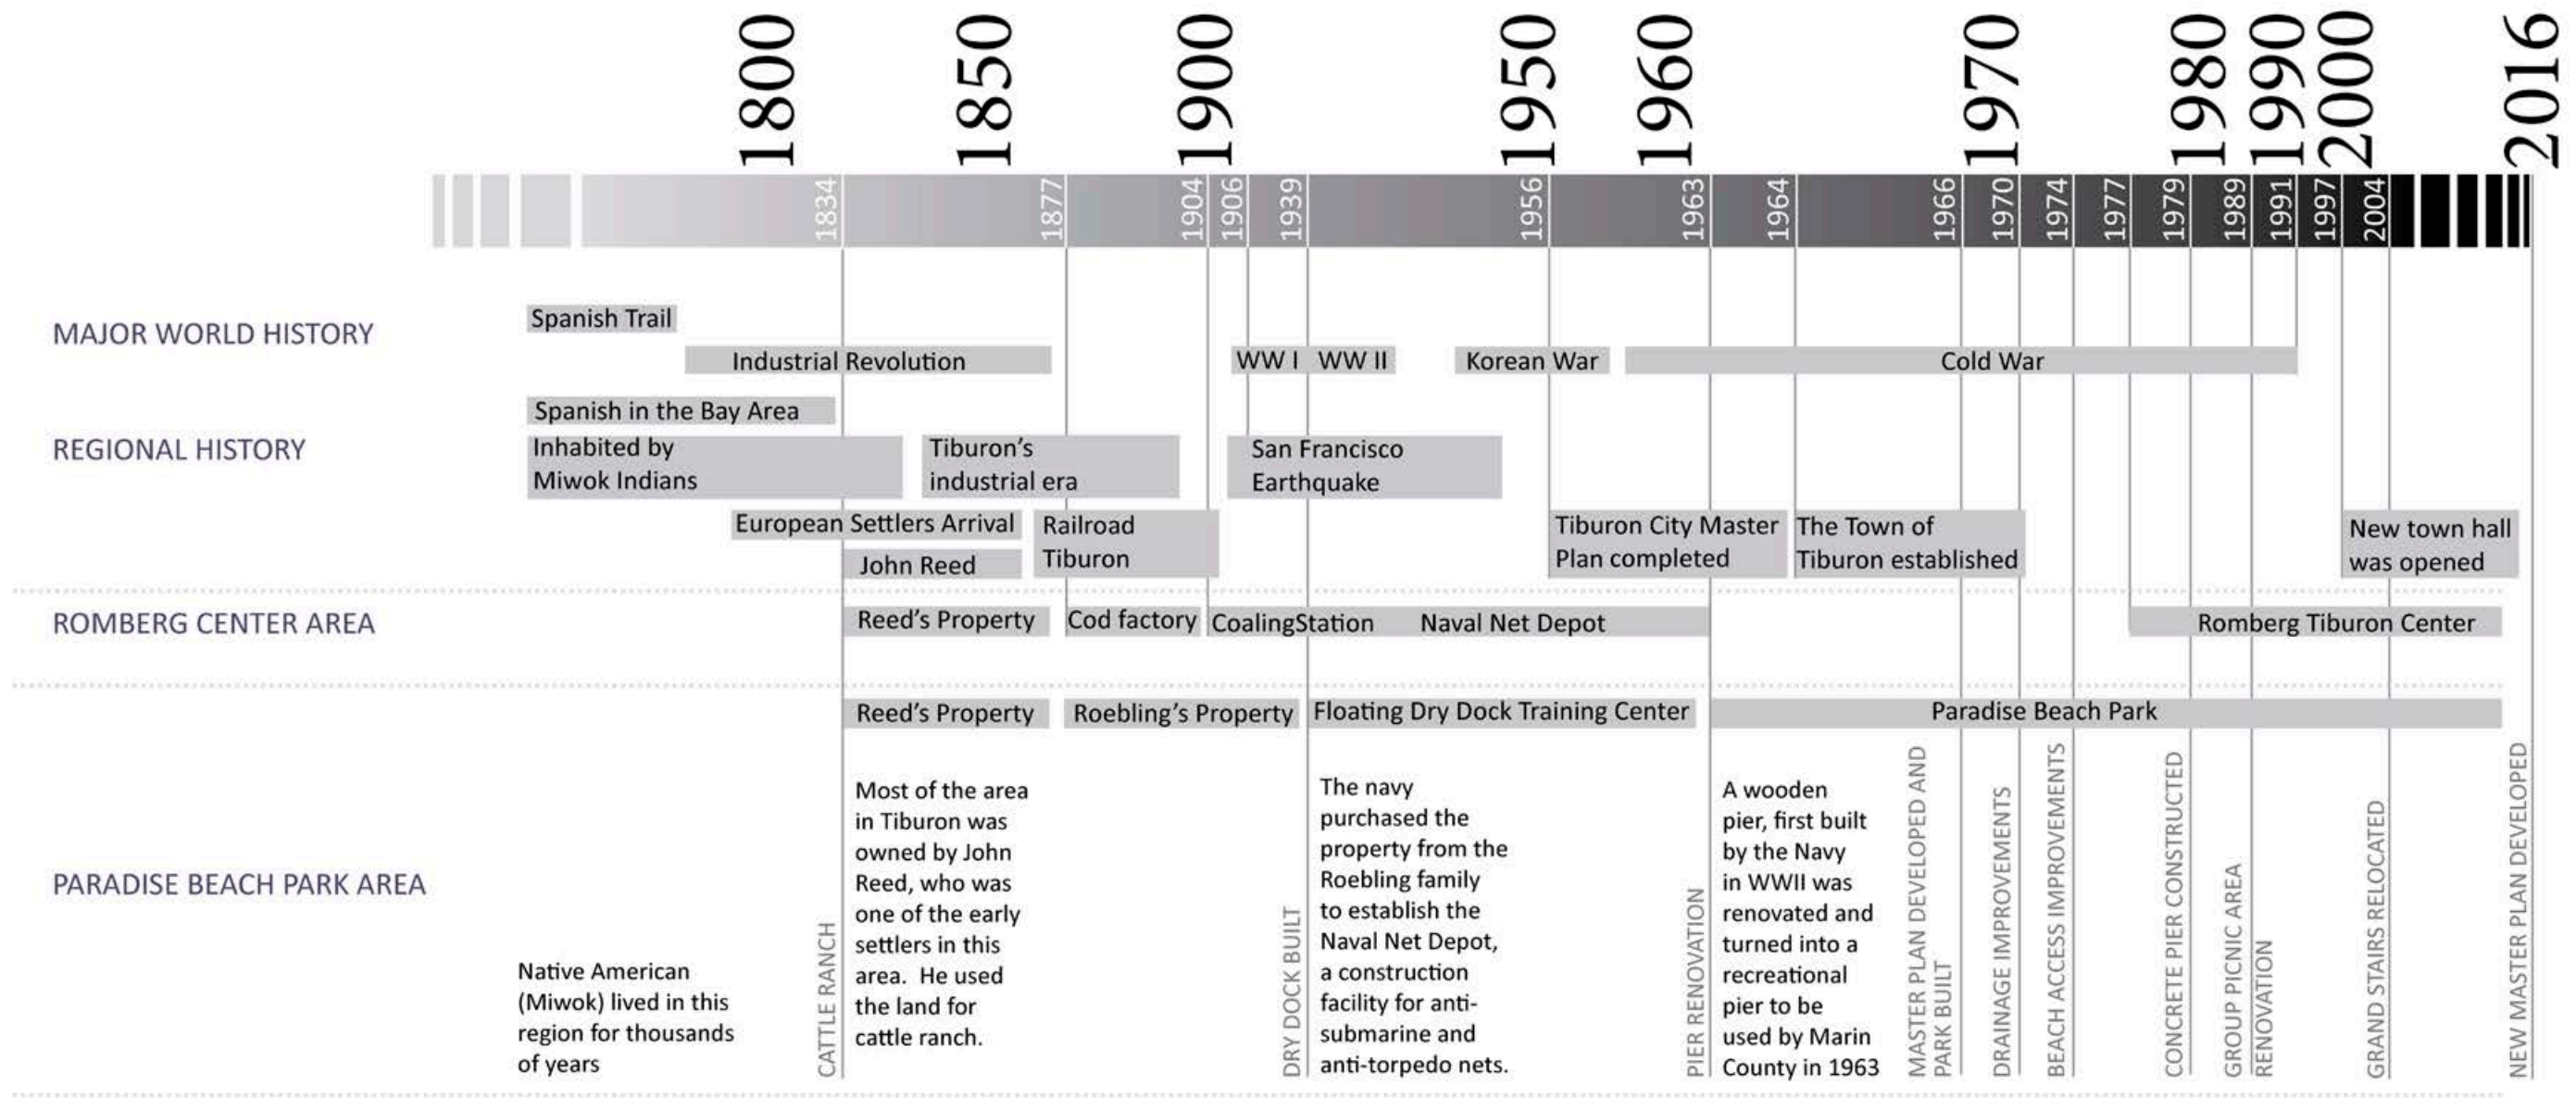 1800
1850
1900
1950
1960
1970
1980
1990
2000
2016
1834
1877
1904
1906
1939
1956
1963
1964
1966
1970
1974
1977
1979
1989
1991
1997
2004
MAJOR WORLD HISTORY
Spanish Trail
Industrial Revolution
WW I
WW II
Korean War
Cold War
REGIONAL HISTORY
Spanish in the Bay Area
Inhabited by
Miwok Indians
Tiburon's
industrial era
San Francisco
Earthquake
European Settlers Arrival
John Reed
Railroad
Tiburon
Tiburon City Master
Plan completed
The Town of
Tiburon established
New town hall
was opened
ROMBERG CENTER AREA
Reed's Property
Cod factory
CoalingStation
Naval Net Depot
Romberg Tiburon Center
PARADISE BEACH PARK AREA
Reed's Property
Roebling's Property
Floating Dry Dock Training Center
Paradise Beach Park
Native American
(Miwok) lived in this
region for thousands
of years
CATTLE RANCH
Most of the area
in Tiburon was
owned by John
Reed, who was
one of the early
settlers in this
area. He used
the land for
cattle ranch.
DRY DOCK BUILT
The navy
purchased the
property from the
Roebling family
to establish the
Naval Net Depot,
a construction
facility for anti-
submarine and
anti-torpedo nets.
PIER RENOVATION
A wooden
pier, first built
by the Navy
in WWII was
renovated and
turned into a
recreational
pier to be
used by Marin
County in 1963
MASTER PLAN DEVELOPED AND
PARK BUILT
DRAINAGE IMPROVEMENTS
BEACH ACCESS IMPROVEMENTS
CONCRETE PIER CONSTRUCTED
GROUP PICNIC AREA
RENOVATION
GRAND STAIRS RELOCATED
NEW MASTER PLAN DEVELOPED